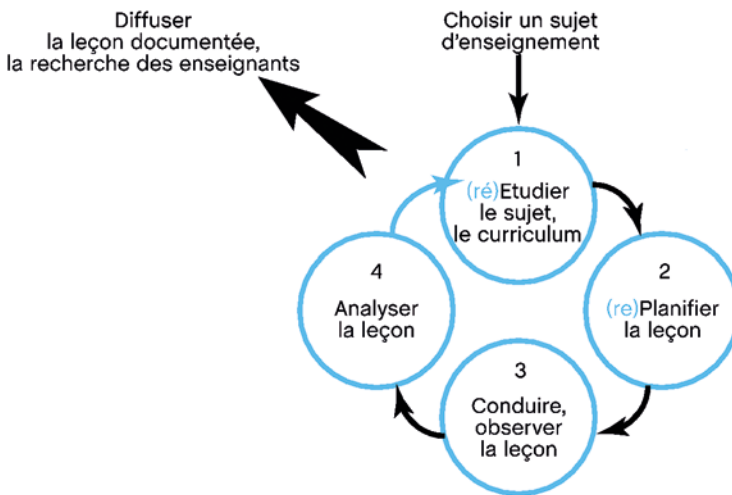 Diffuser
la leçon documentée,
la recherche des enseignants
Choisir un sujet
d'enseignement
1
(ré)Etudier
le sujet,
le curriculum
2
(re)Planifier
la leçon
3
Conduire,
observer
la leçon
4
Analyser
la leçon